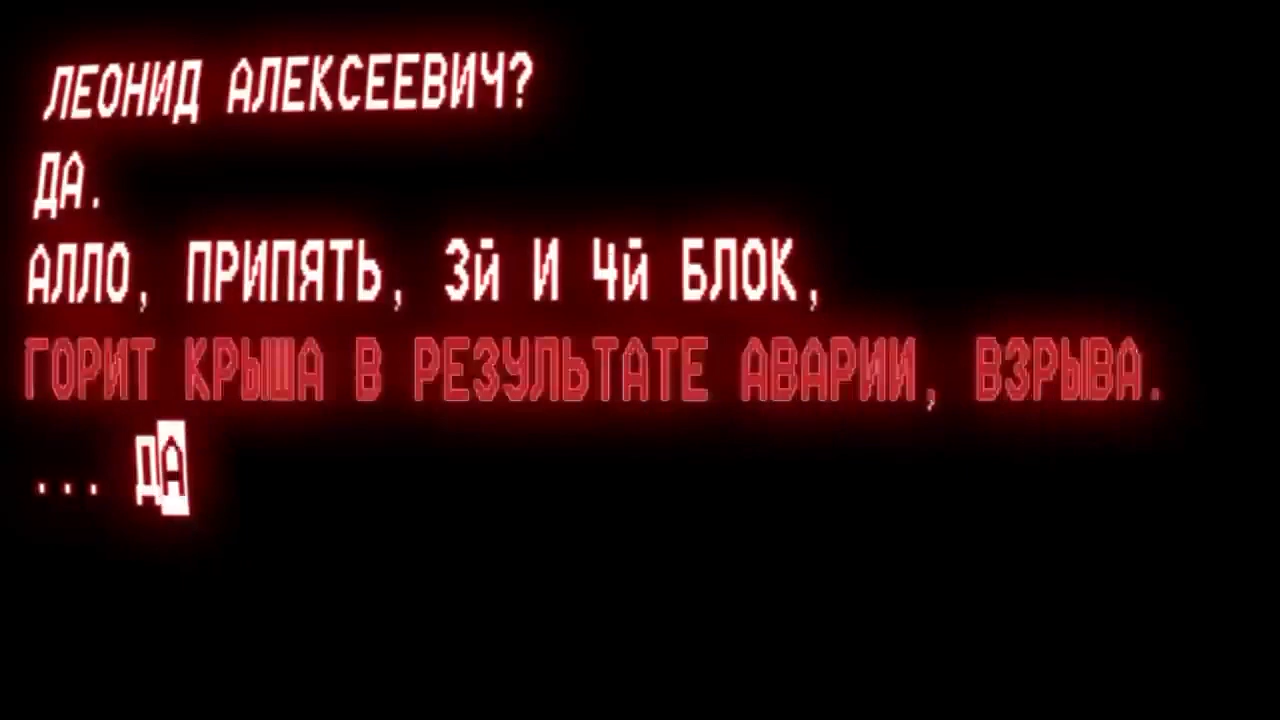 ЛЕОНИД АЛЕКСЕЕВИЧ?
ДА.
АЛЛО, ПРИПЯТЬ, 3й И 4й БЛОК,
ГОРИТ КРЫША В РЕЗУЛЬТАТЕ АВАРИИ, ВЗРЫВА.
... ДА